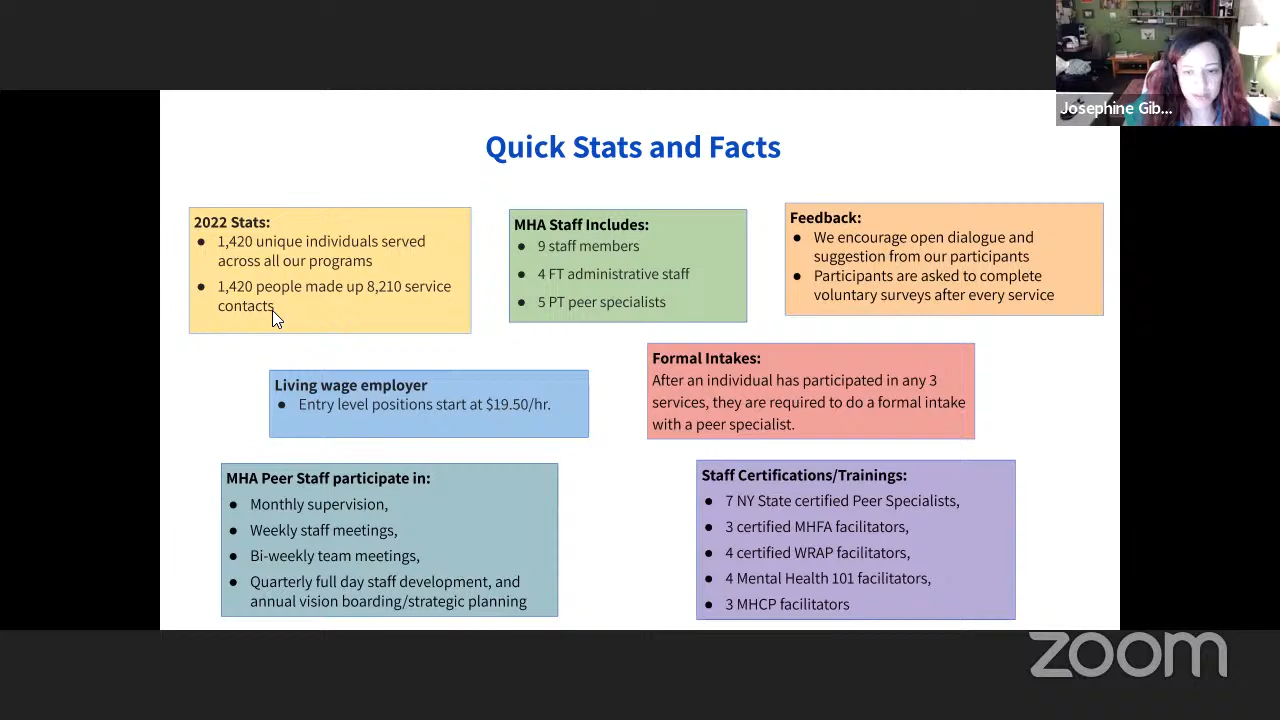 Josephine Gib...
Quick Stats and Facts
2022 Stats:
● 1,420 unique individuals served
across all our programs
● 1,420 people made up 8,210 service
contacts
MHA Staff Includes:
● 9 staff members
● 4 FT administrative staff
● 5 PT peer specialists
Feedback:
● We encourage open dialogue and
suggestion from our participants
● Participants are asked to complete
voluntary surveys after every service
Living wage employer
● Entry level positions start at $19.50/hr.
Formal Intakes:
After an individual has participated in any 3
services, they are required to do a formal intake
with a peer specialist.
MHA Peer Staff participate in:
● Monthly supervision,
● Weekly staff meetings,
● Bi-weekly team meetings,
● Quarterly full day staff development, and
annual vision boarding/strategic planning
Staff Certifications/Trainings:
● 7 NY State certified Peer Specialists,
● 3 certified MHFA facilitators,
● 4 certified WRAP facilitators,
● 4 Mental Health 101 facilitators,
● 3 MHCP facilitators
zoom